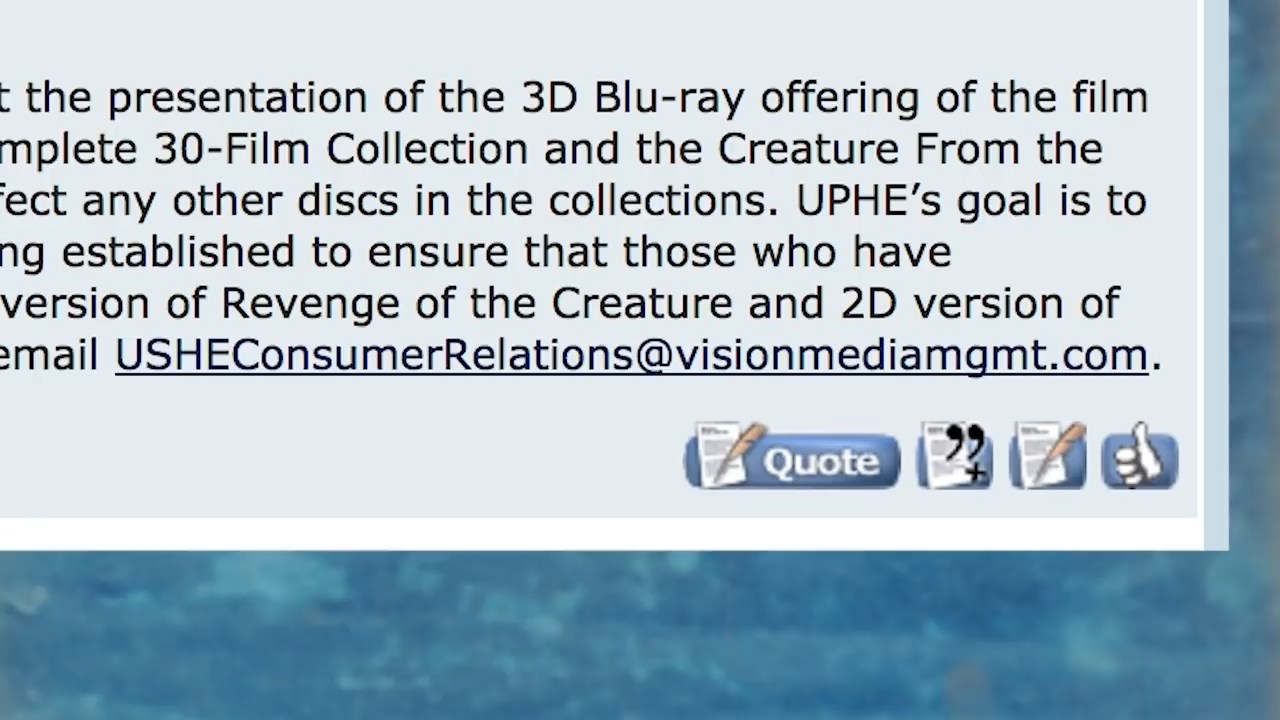 t the presentation of the 3D Blu-ray offering of the film
mplete 30-Film Collection and the Creature From the
fect any other discs in the collections. UPHE’s goal is to
ng established to ensure that those who have
version of Revenge of the Creature and 2D version of
email USHEConsumerRelations@visionmediamgmt.com.
Quote